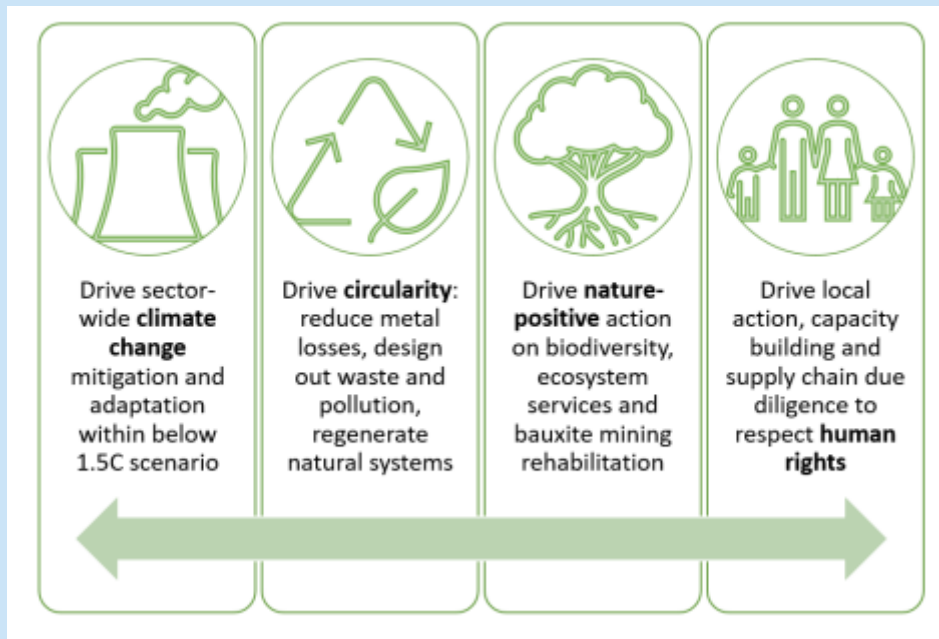 Drive sector-
wide climate
change
mitigation and
adaptation
within below
1.5C scenario
Drive circularity:
reduce metal
losses, design
out waste and
pollution,
regenerate
natural systems
Drive nature-
positive action
on biodiversity,
ecosystem
services and
bauxite mining
rehabilitation
Drive local
action, capacity
building and
supply chain due
diligence to
respect human
rights